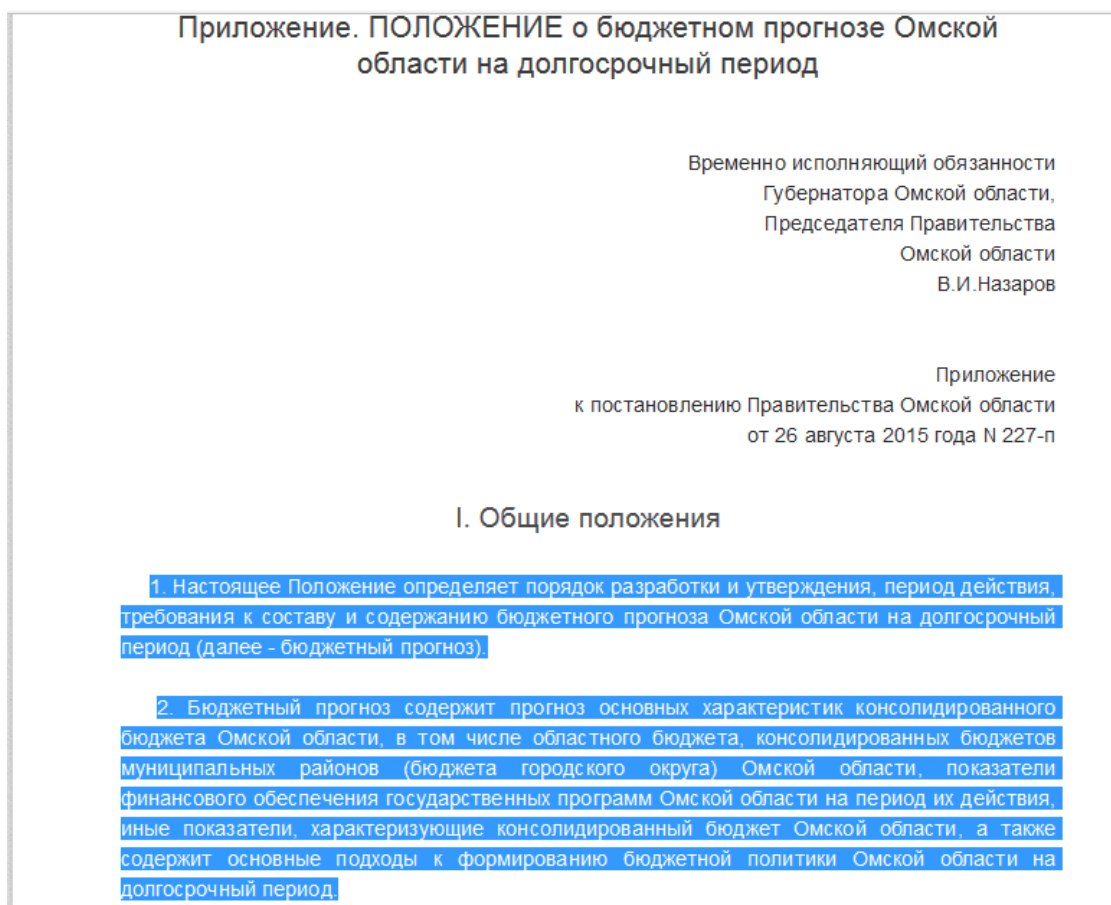 Приложение. ПОЛОЖЕНИЕ о бюджетном прогнозе Омской
области на долгосрочный период
Временно исполняющий обязанности
Губернатора Омской области,
Председателя Правительства
Омской области
В.И.Назаров
Приложение
к постановлению Правительства Омской области
от 26 августа 2015 года N 227-п
I. Общие положения
1. Настоящее Положение определяет порядок разработки и утверждения, период действия,
требования к составу и содержанию бюджетного прогноза Омской области на долгосрочный
период (далее - бюджетный прогноз).
2. Бюджетный прогноз содержит прогноз основных характеристик консолидированного
бюджета Омской области, в том числе областного бюджета, консолидированных бюджетов
муниципальных районов (бюджета городского округа) Омской области, показатели
финансового обеспечения государственных программ Омской области на период их действия,
иные показатели, характеризующие консолидированный бюджет Омской области, а также
содержит основные подходы к формированию бюджетной политики Омской области на
долгосрочный период.